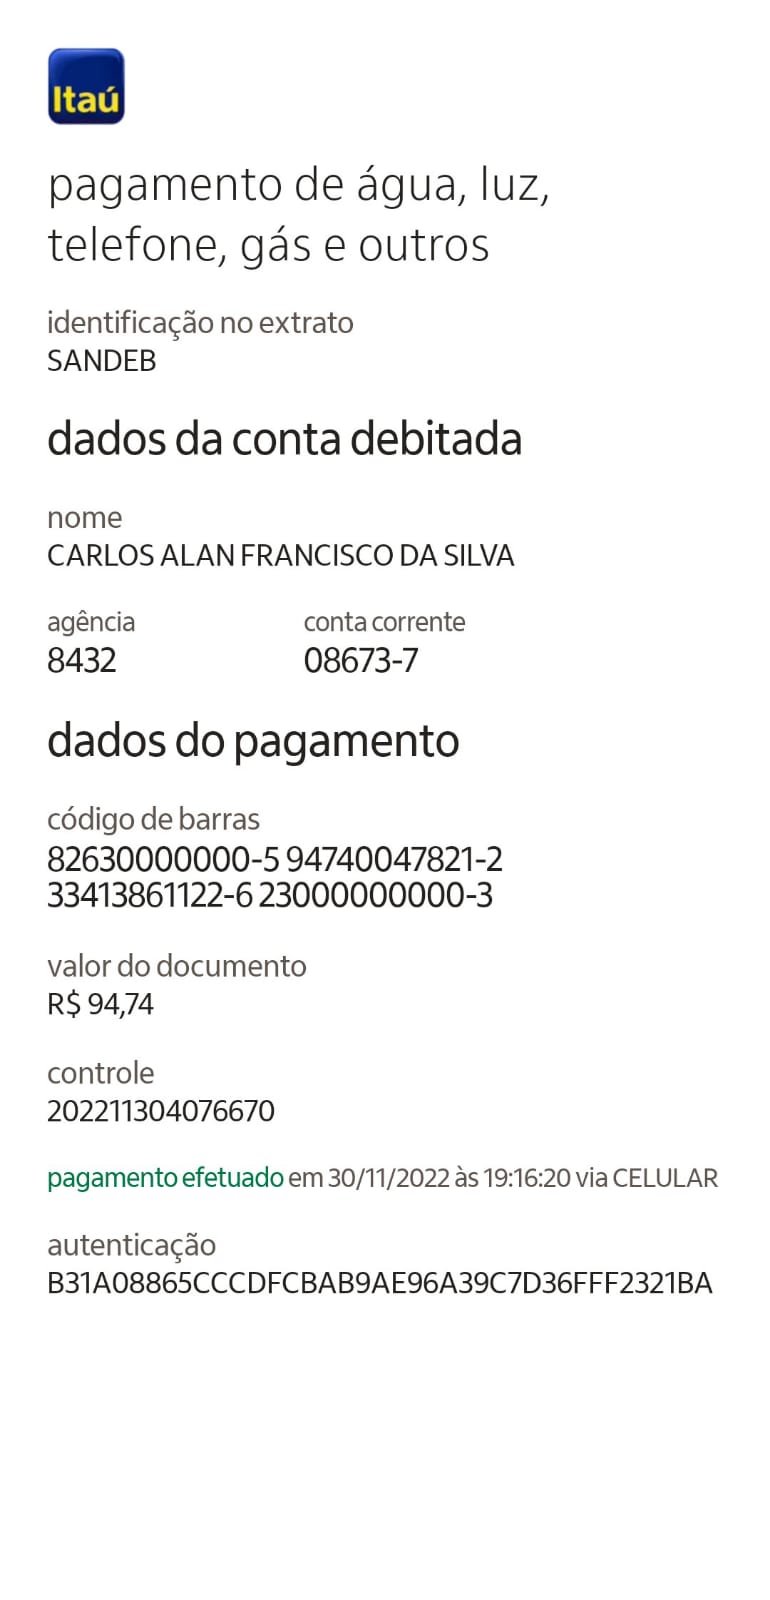 Itaú
pagamento de água, luz,
telefone, gás e outros
identificação no extrato
SANDEB
dados da conta debitada
nome
CARLOS ALAN FRANCISCO DA SILVA
agência conta corrente
8432 08673-7
dados do pagamento
código de barras
82630000000-5 94740047821-2
33413861122-6 23000000000-3
valor do documento
R$ 94,74
controle
202211304076670
pagamento efetuado em 30/11/2022 às 19:16:20 via CELULAR
autenticação
B31A08865CCCDFCBAB9AE96A39C7D36FFF2321BA